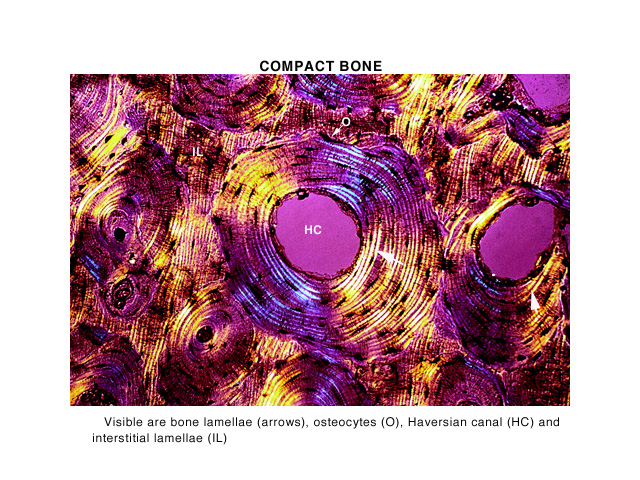 COMPACT BONE
O
IL
HC
Visible are bone lamellae (arrows), osteocytes (O), Haversian canal (HC) and
interstitial lamellae (IL)